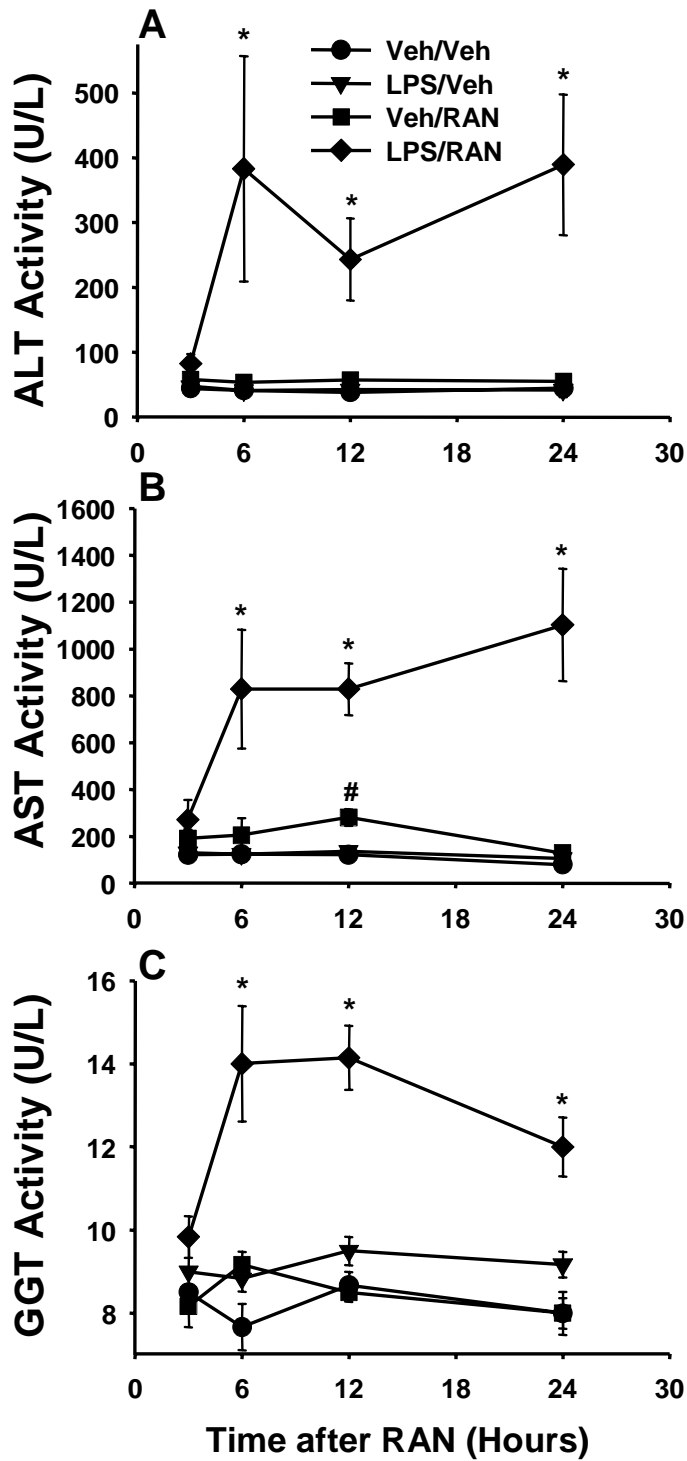 A
*
*
*
Veh/Veh
LPS/Veh
Veh/RAN
LPS/RAN
ALT Activity (U/L)
500
400
300
200
100
0
0 6 12 18 24 30
B
*
*
*
#
AST Activity (U/L)
1600
1400
1200
1000
800
600
400
200
0
0 6 12 18 24 30
C
*
*
*
GGT Activity (U/L)
16
14
12
10
8
0 6 12 18 24 30
Time after RAN (Hours)